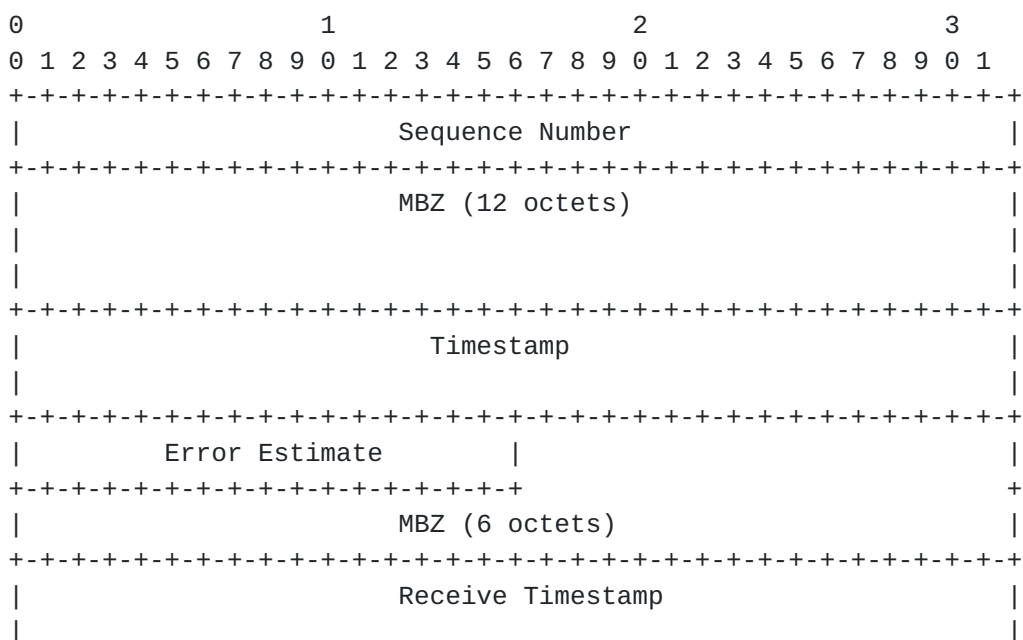 0                   1                   2                   3
0 1 2 3 4 5 6 7 8 9 0 1 2 3 4 5 6 7 8 9 0 1 2 3 4 5 6 7 8 9 0 1
+-+-+-+-+-+-+-+-+-+-+-+-+-+-+-+-+-+-+-+-+-+-+-+-+-+-+-+-+-+-+-+-+
|                        Sequence Number                        |
+-+-+-+-+-+-+-+-+-+-+-+-+-+-+-+-+-+-+-+-+-+-+-+-+-+-+-+-+-+-+-+-+
|                        MBZ (12 octets)                        |
|                                                               |
|                                                               |
+-+-+-+-+-+-+-+-+-+-+-+-+-+-+-+-+-+-+-+-+-+-+-+-+-+-+-+-+-+-+-+-+
|                          Timestamp                            |
|                                                               |
+-+-+-+-+-+-+-+-+-+-+-+-+-+-+-+-+-+-+-+-+-+-+-+-+-+-+-+-+-+-+-+-+
|         Error Estimate        |                               |
+-+-+-+-+-+-+-+-+-+-+-+-+-+-+-+-+                               +
|                        MBZ (6 octets)                         |
+-+-+-+-+-+-+-+-+-+-+-+-+-+-+-+-+-+-+-+-+-+-+-+-+-+-+-+-+-+-+-+-+
|                        Receive Timestamp                      |
|                                                               |